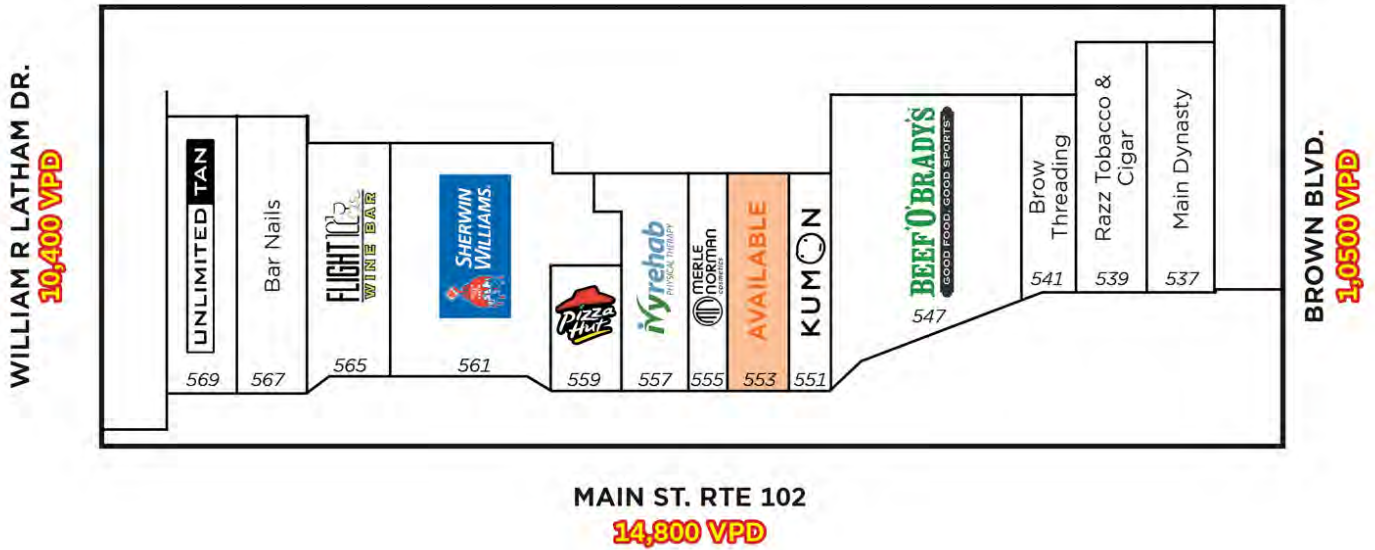 WILLIAM R LATHAM DR.
10,400 VPD
UNLIMITED TAN
569
Bar Nails
567
FLIGHT 102
WINE BAR
565
SHERWIN
WILLIAMS.
561
Pizza
Hut
559
ivyrehab
PHYSICAL THERAPY
557
MERLE
NORMAN
cosmetics
555
AVAILABLE
553
KUMON
551
BEEF 'O' BRADY'S
GOOD FOOD. GOOD SPORTS
547
Brow
Threading
541
Razz Tobacco &
Cigar
539
Main Dynasty
537
BROWN BLVD.
1,0500 VPD
MAIN ST. RTE 102
14,800 VPD